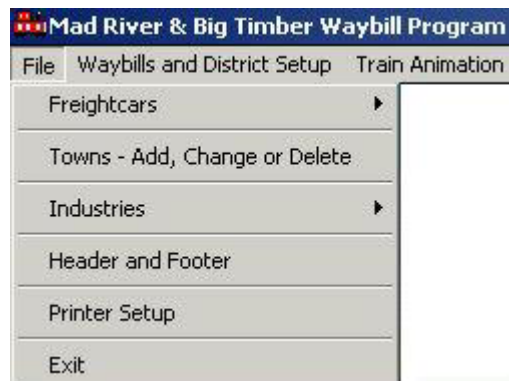 Mad River & Big Timber Waybill Program
File Waybills and District Setup Train Animation
Freightcars
Towns - Add, Change or Delete
Industries
Header and Footer
Printer Setup
Exit